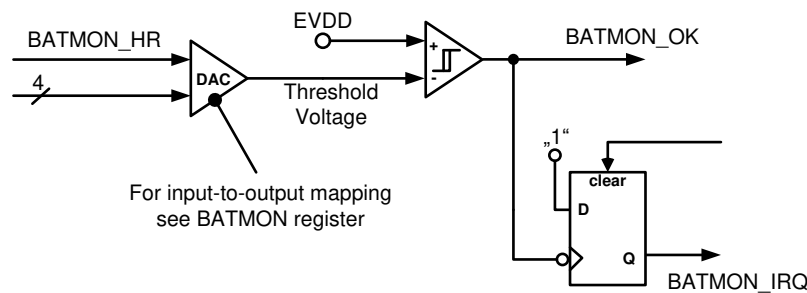 EVDD
BATMON_HR
BATMON_OK
+
DAC
-
4
Threshold
Voltage
„1“
clear
For input-to-output mapping
see BATMON register
D
Q
BATMON_IRQ